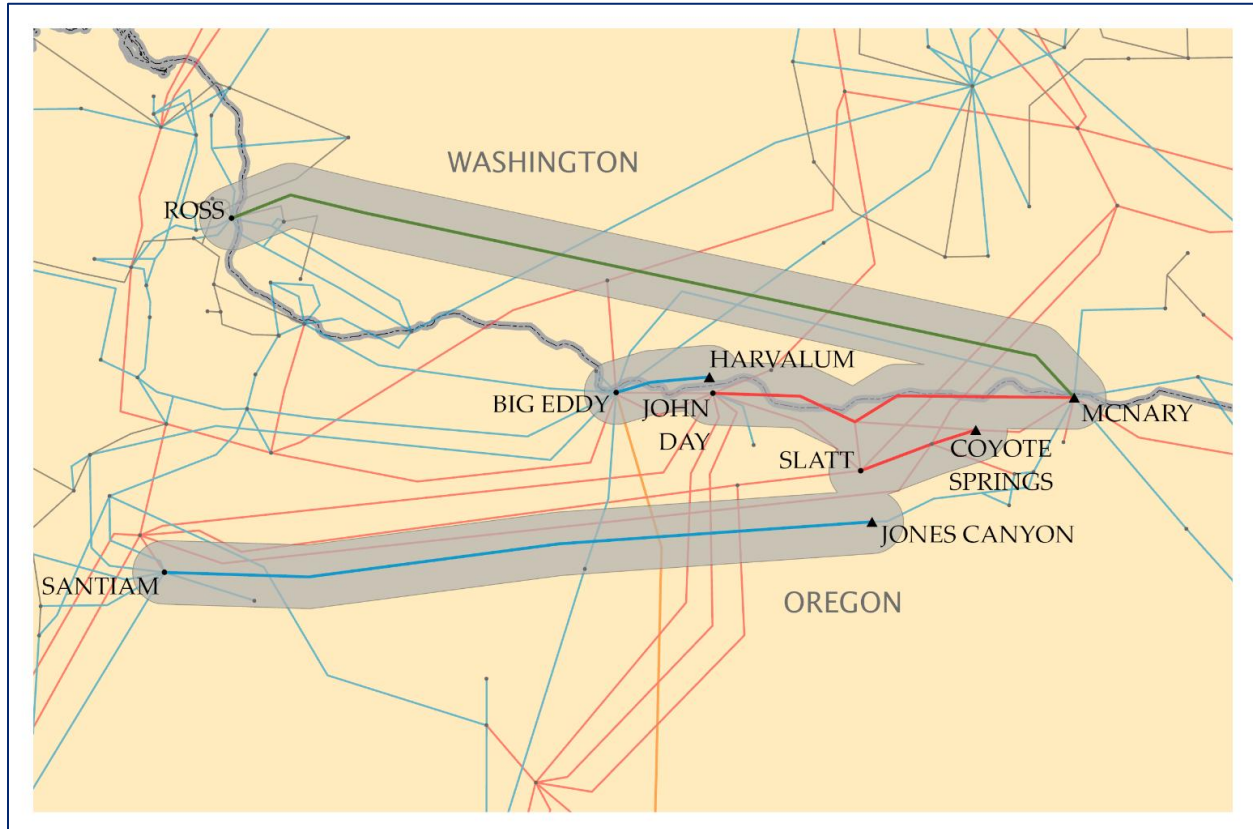 WASHINGTON
ROSS
HARVALUM
BIG EDDY
JOHN
DAY
MCNARY
COYOTE
SPRINGS
SLATT
JONES CANYON
SANTIAM
OREGON